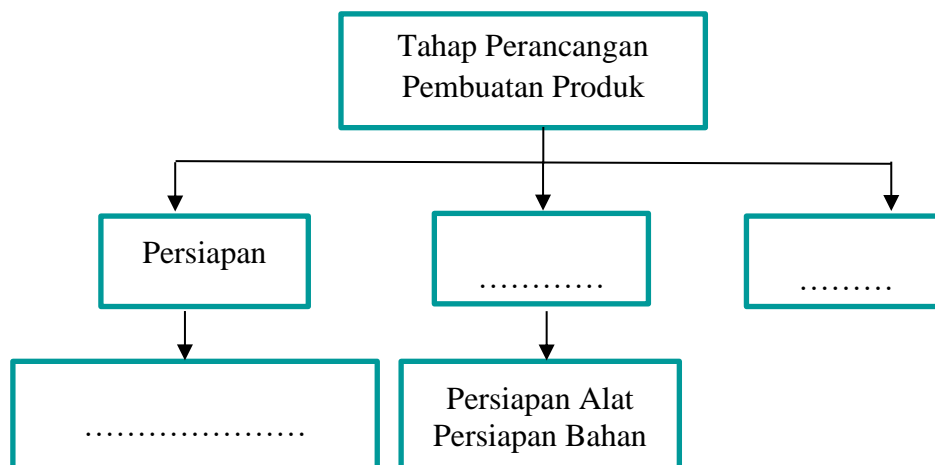 Tahap Perancangan
Pembuatan Produk
Persiapan
…………
………
…………………
Persiapan Alat
Persiapan Bahan